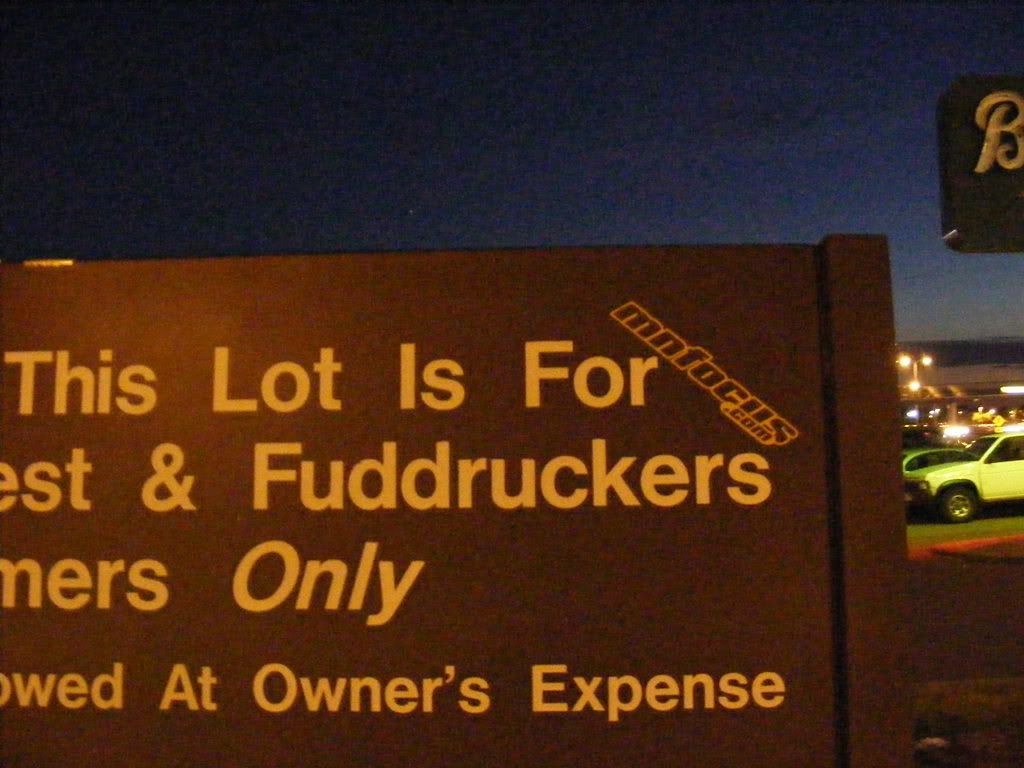 This Lot Is For
est & Fuddruckers
mers Only
owed At Owner's Expense
mnfocus
.com
B